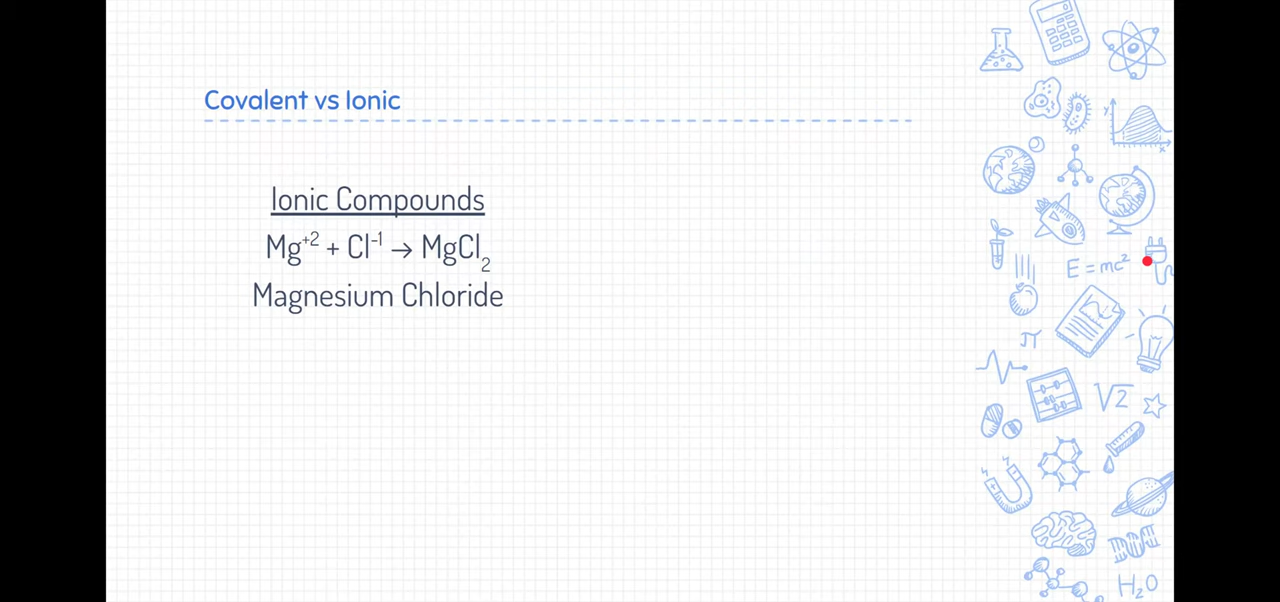 Covalent vs Ionic
Ionic Compounds
Mg⁺² + Cl⁻¹ → MgCl₂
Magnesium Chloride
E = mc²
π
√2
H₂O